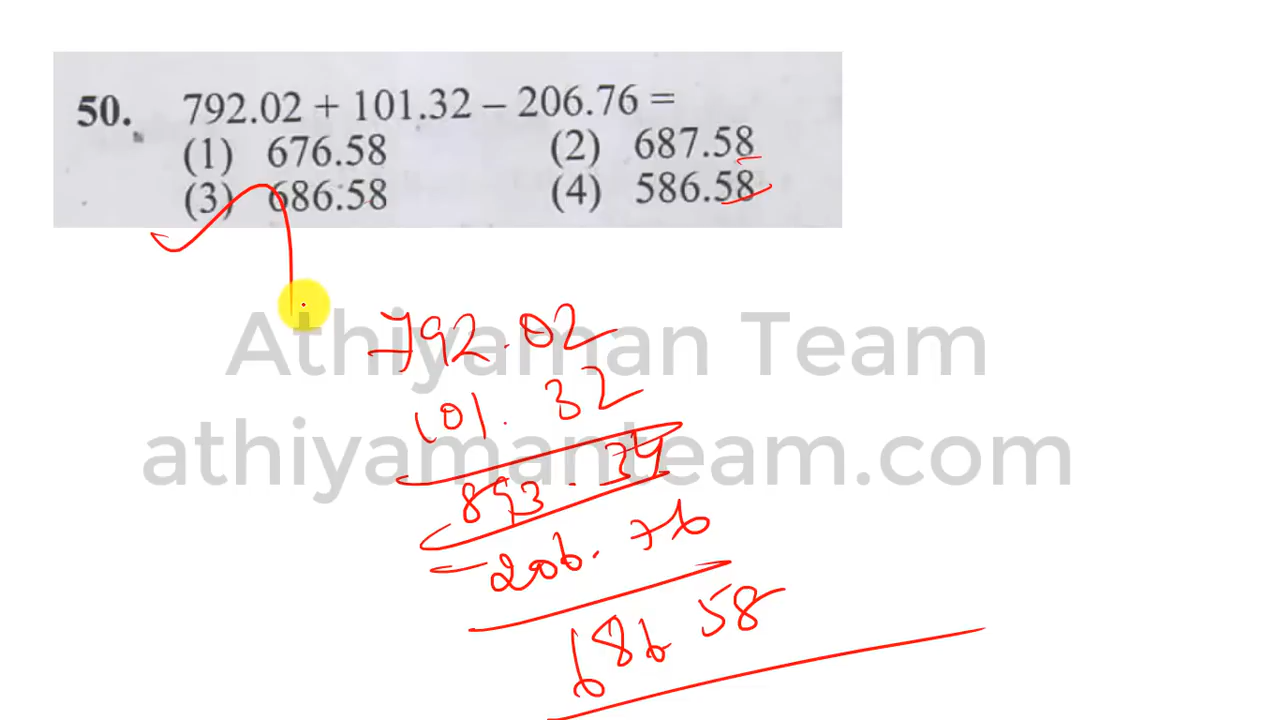 50. 792.02 + 101.32 – 206.76 =
(1) 676.58 (2) 687.58
(3) 686.58 (4) 586.58
792.02
101.32
893.34
- 206.76
686 58
Athiyaman Team
athiyamanteam.com